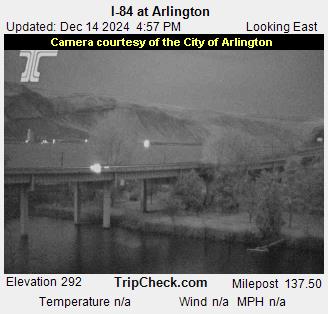 I-84 at Arlington
Updated: Dec 14 2024 4:57 PM Looking East
Camera courtesy of the City of Arlington
Elevation 292 TripCheck.com Milepost 137.50
Temperature n/a Wind n/a MPH n/a